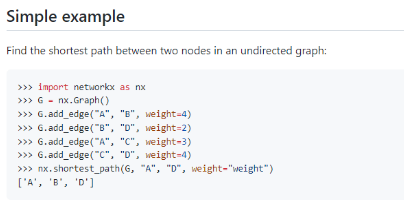 Simple example
Find the shortest path between two nodes in an undirected graph:
>>> import networkx as nx
>>> G = nx.Graph()
>>> G.add_edge("A", "B", weight=4)
>>> G.add_edge("B", "D", weight=2)
>>> G.add_edge("A", "C", weight=3)
>>> G.add_edge("C", "D", weight=4)
>>> nx.shortest_path(G, "A", "D", weight="weight")
['A', 'B', 'D']